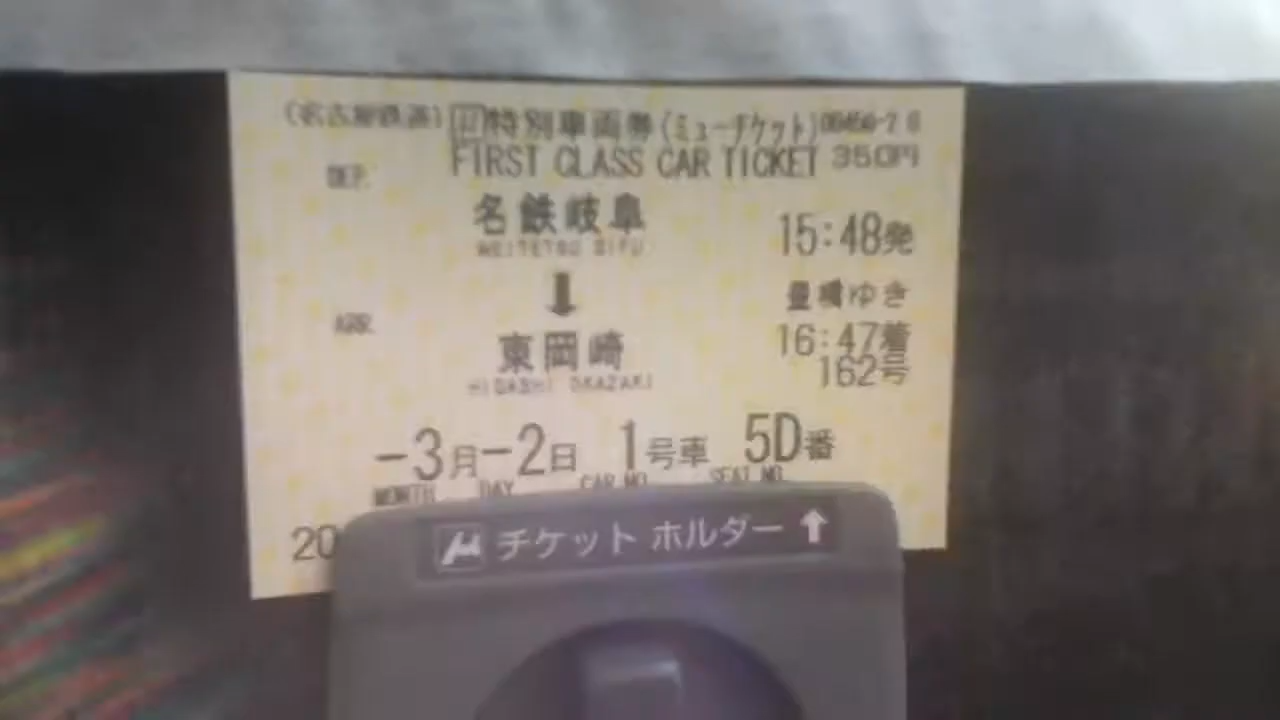 (名古屋鉄道) μ特別車両券(ミューチケット)
FIRST CLASS CAR TICKET 350円
DEP.
名鉄岐阜 15:48発
MEITETSU GIFU
⬇ 豊橋ゆき
ARR.
東岡崎 16:47着
HIGASHI OKAZAKI 162号
-3月-2日 1号車 5D番
MONTH DAY CAR NO. SEAT NO.
20
μ チケット ホルダー ⬆